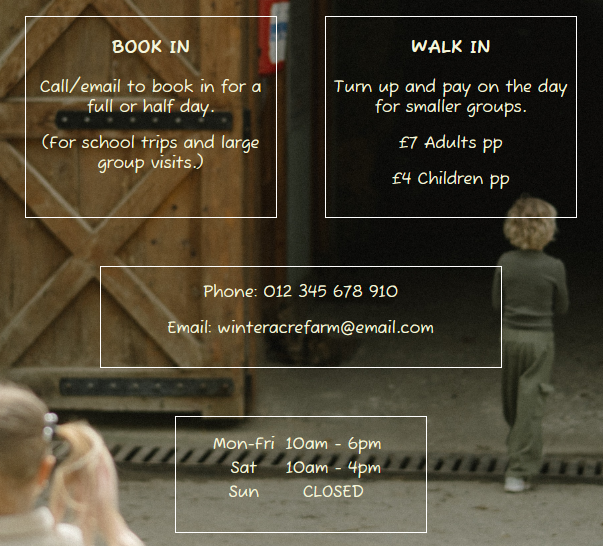 BOOK IN
Call/email to book in for a
full or half day.
(For school trips and large
group visits.)
WALK IN
Turn up and pay on the day
for smaller groups.
£7 Adults pp
£4 Children pp
Phone: 012 345 678 910
Email: winteracrefarm@email.com
Mon-Fri 10am - 6pm
Sat 10am - 4pm
Sun CLOSED